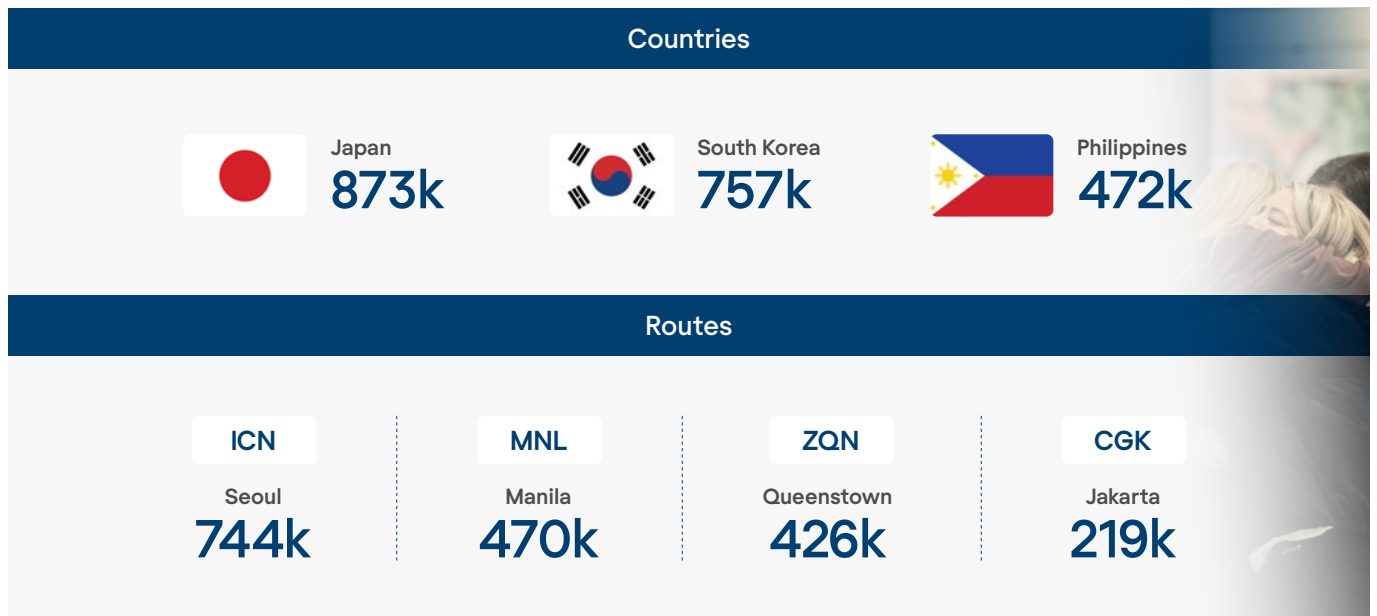 Countries
Japan
873k
South Korea
757k
Philippines
472k
Routes
ICN
Seoul
744k
MNL
Manila
470k
ZQN
Queenstown
426k
CGK
Jakarta
219k